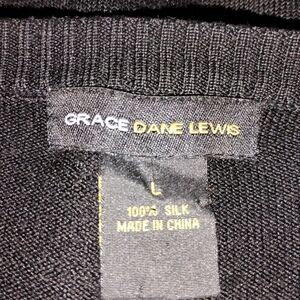 GRACE DANE LEWIS
L
100% SILK
MADE IN CHINA